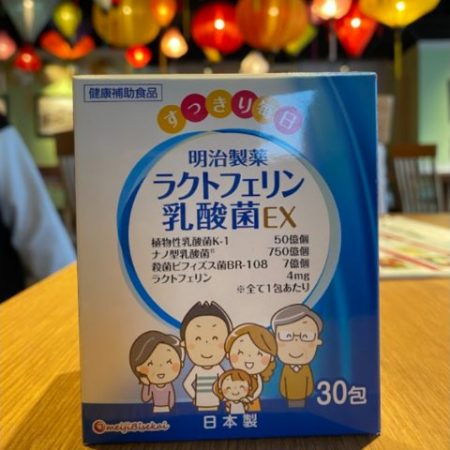 健康補助食品
すっきり毎日
明治製薬
ラクトフェリン
乳酸菌EX
植物性乳酸菌K-1 50億個
ナノ型乳酸菌® 750億個
殺菌ビフィズス菌BR-108 7億個
ラクトフェリン 4mg
※全て1包あたり
30包
meijiBisekai
日本製